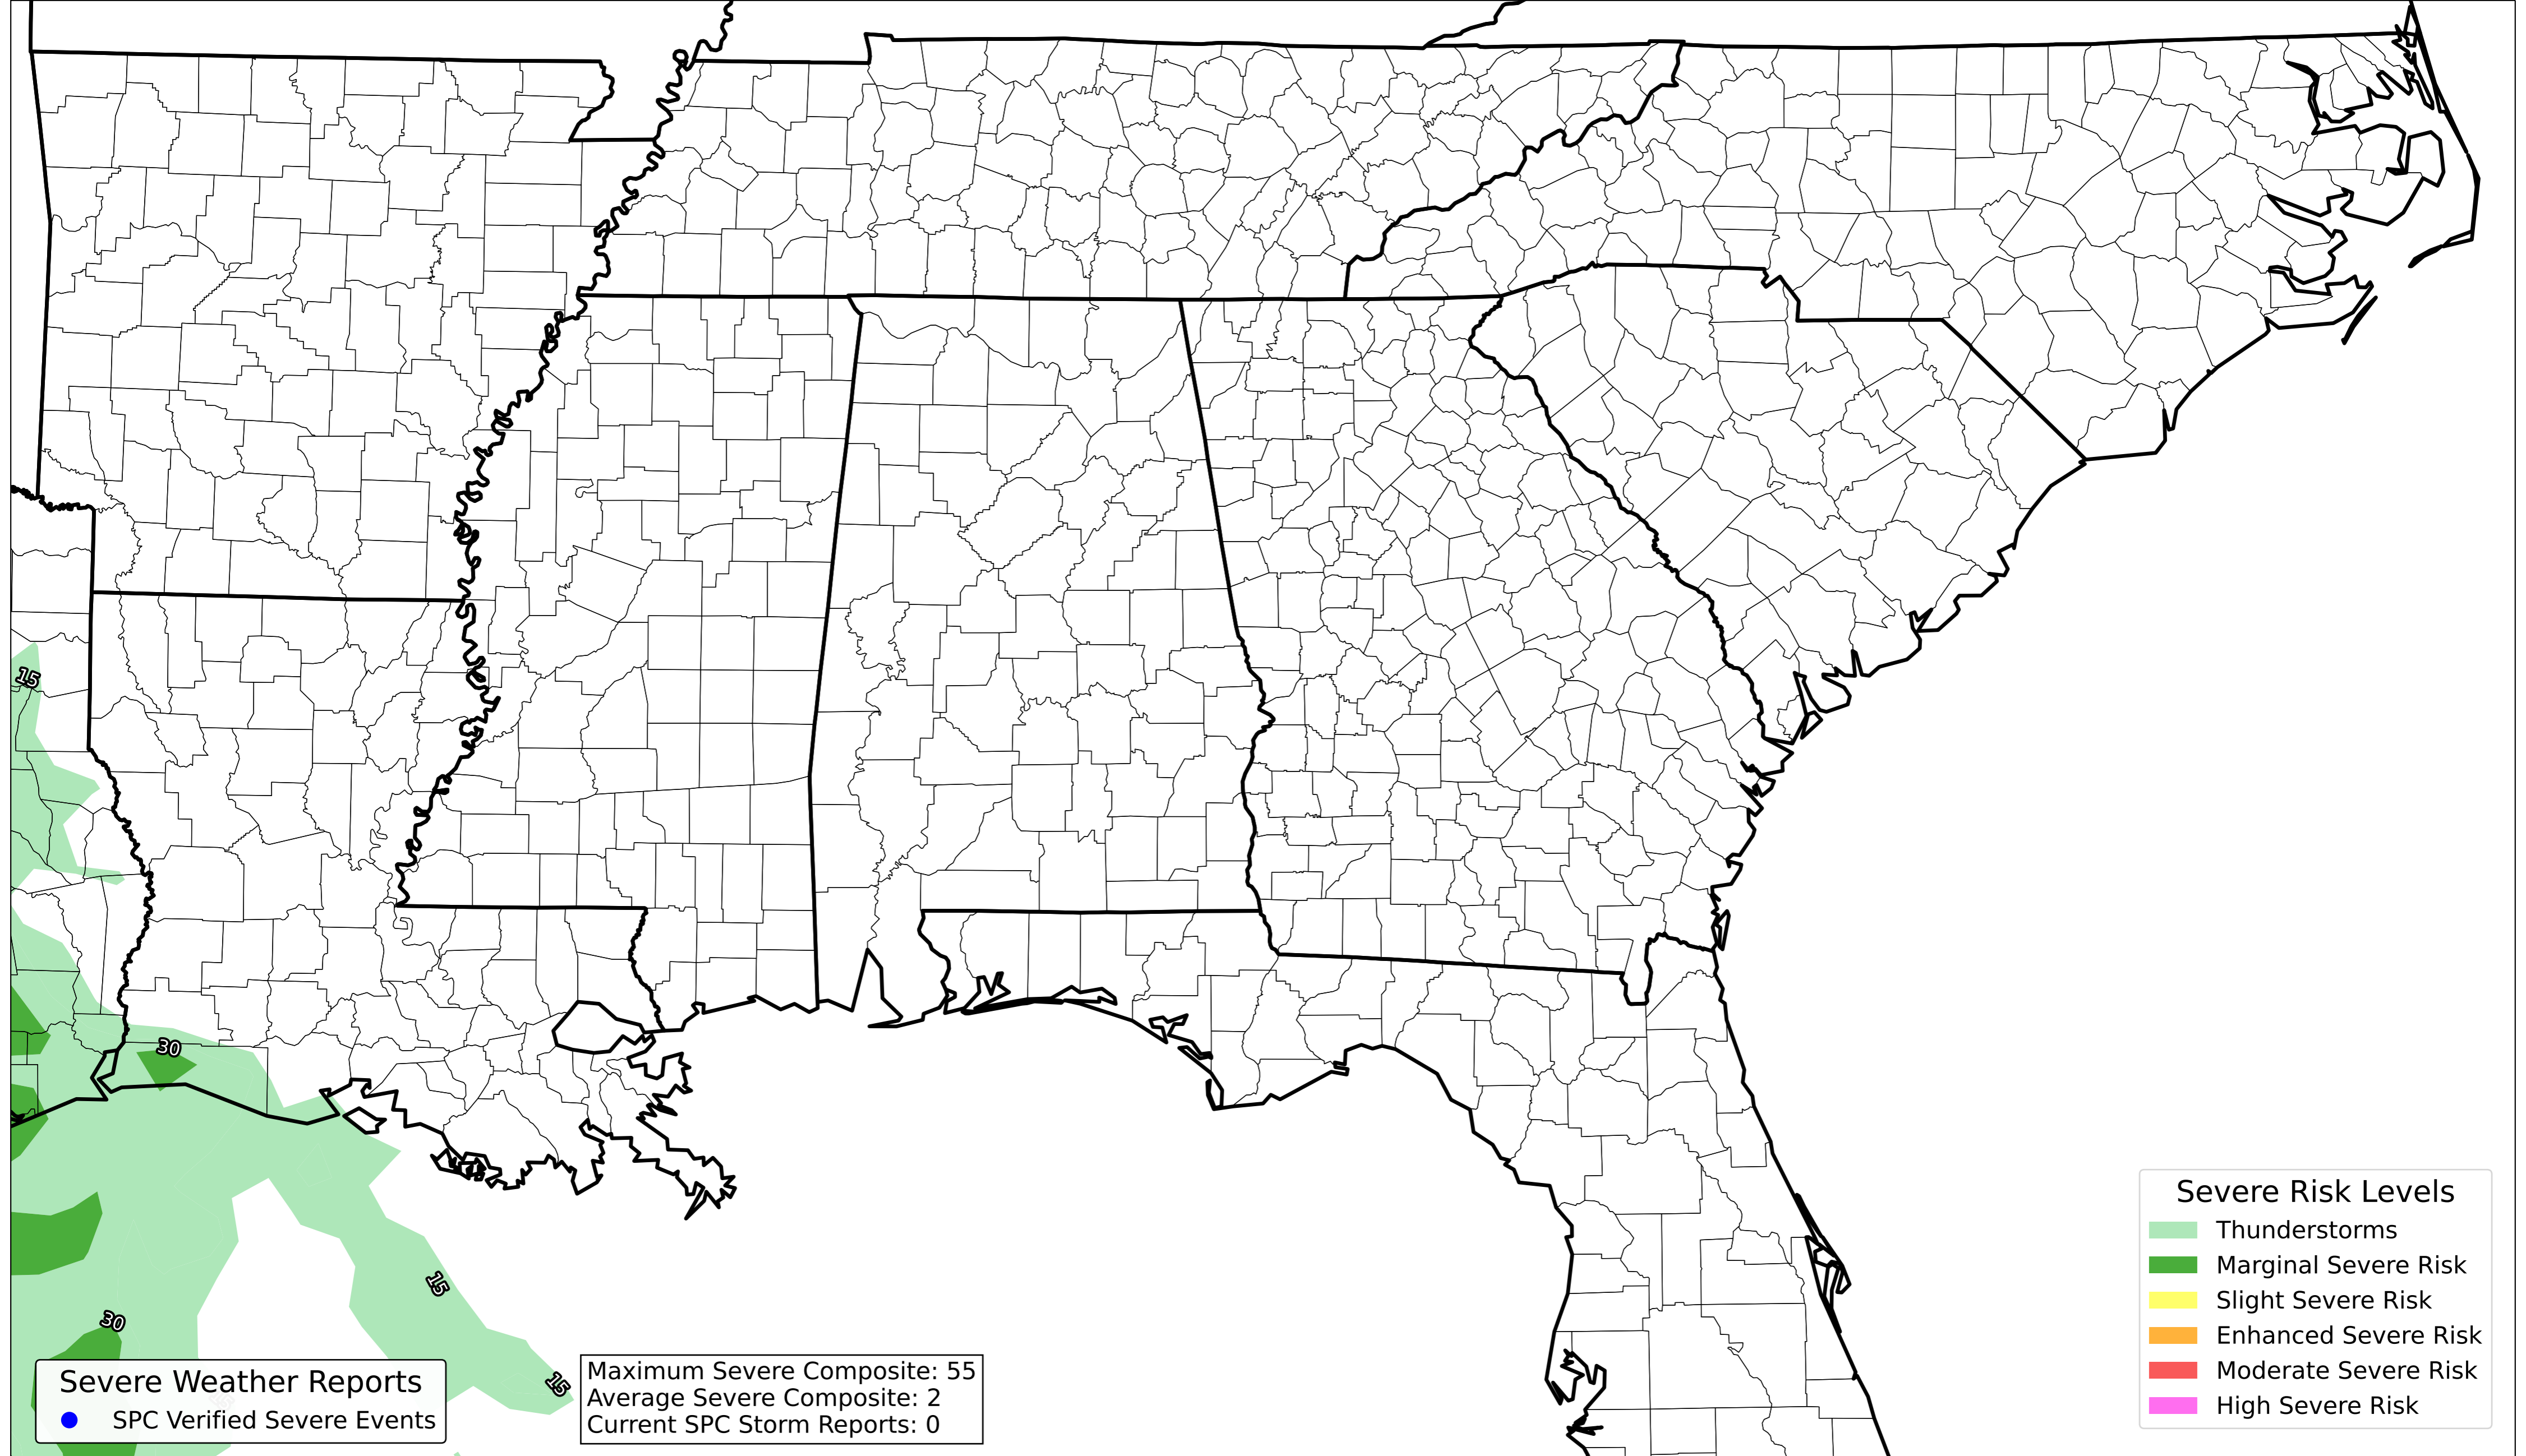 15
30
15
30
15
Severe Weather Reports
SPC Verified Severe Events
Maximum Severe Composite: 55
Average Severe Composite: 2
Current SPC Storm Reports: 0
Severe Risk Levels
Thunderstorms
Marginal Severe Risk
Slight Severe Risk
Enhanced Severe Risk
Moderate Severe Risk
High Severe Risk